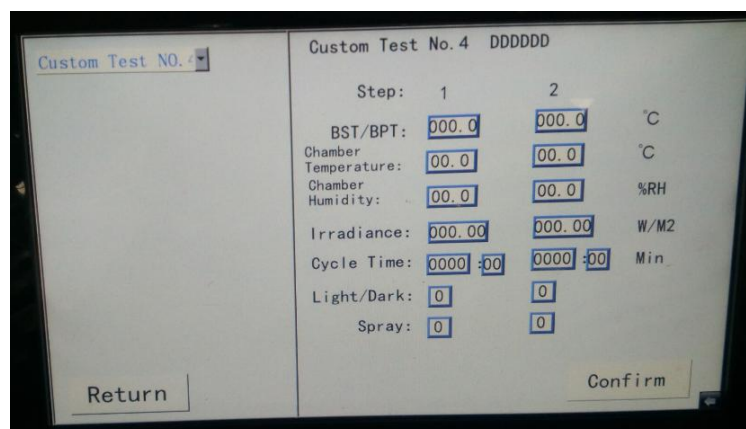 Custom Test NO. 4
Custom Test No. 4 DDDDDD
Step: 1 2
BST/BPT: 000. 0 000. 0 ℃
Chamber
Temperature: 00. 0 00. 0 ℃
Chamber
Humidity: 00. 0 00. 0 %RH
Irradiance: 000. 00 000. 00 W/M2
Cycle Time: 0000 :00 0000 :00 Min
Light/Dark: 0 0
Spray: 0 0
Return
Confirm